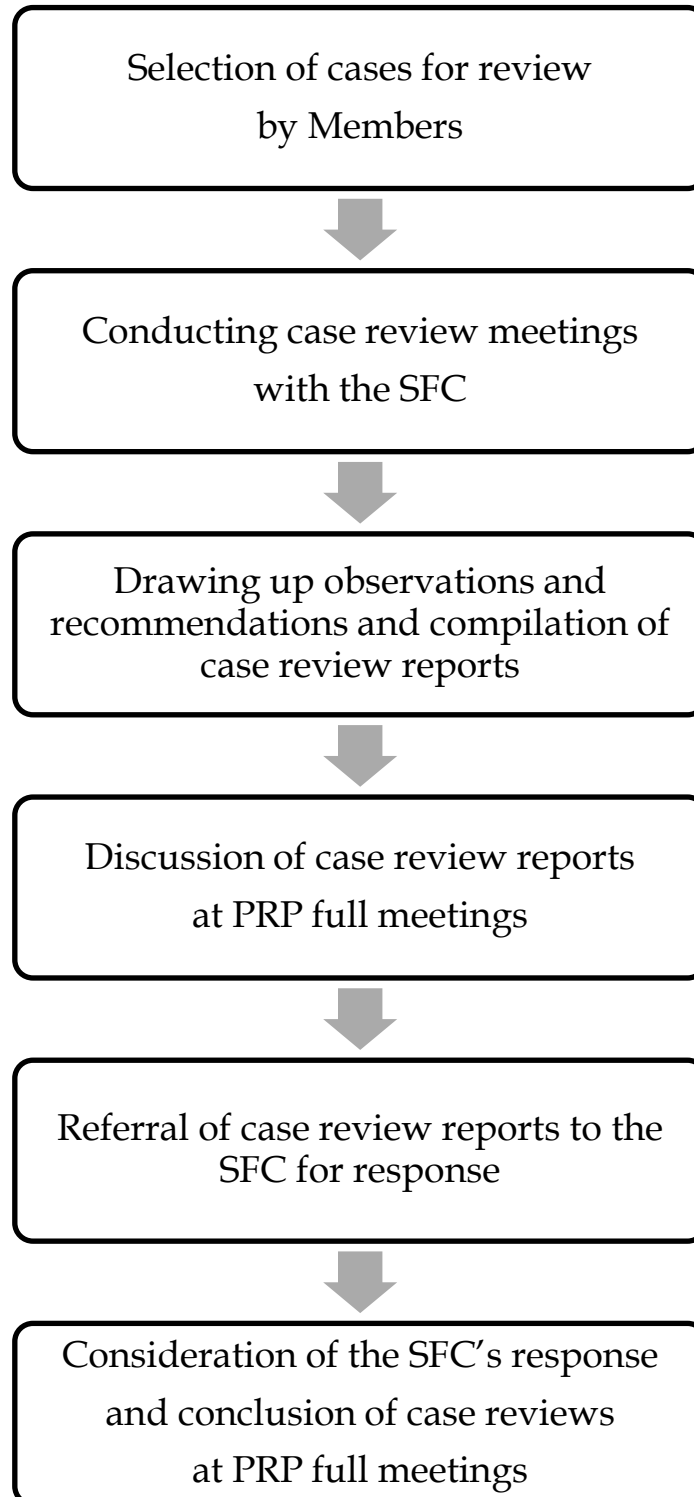 Selection of cases for review
by Members
Conducting case review meetings
with the SFC
Drawing up observations and
recommendations and compilation of
case review reports
Discussion of case review reports
at PRP full meetings
Referral of case review reports to the
SFC for response
Consideration of the SFC’s response
and conclusion of case reviews
at PRP full meetings